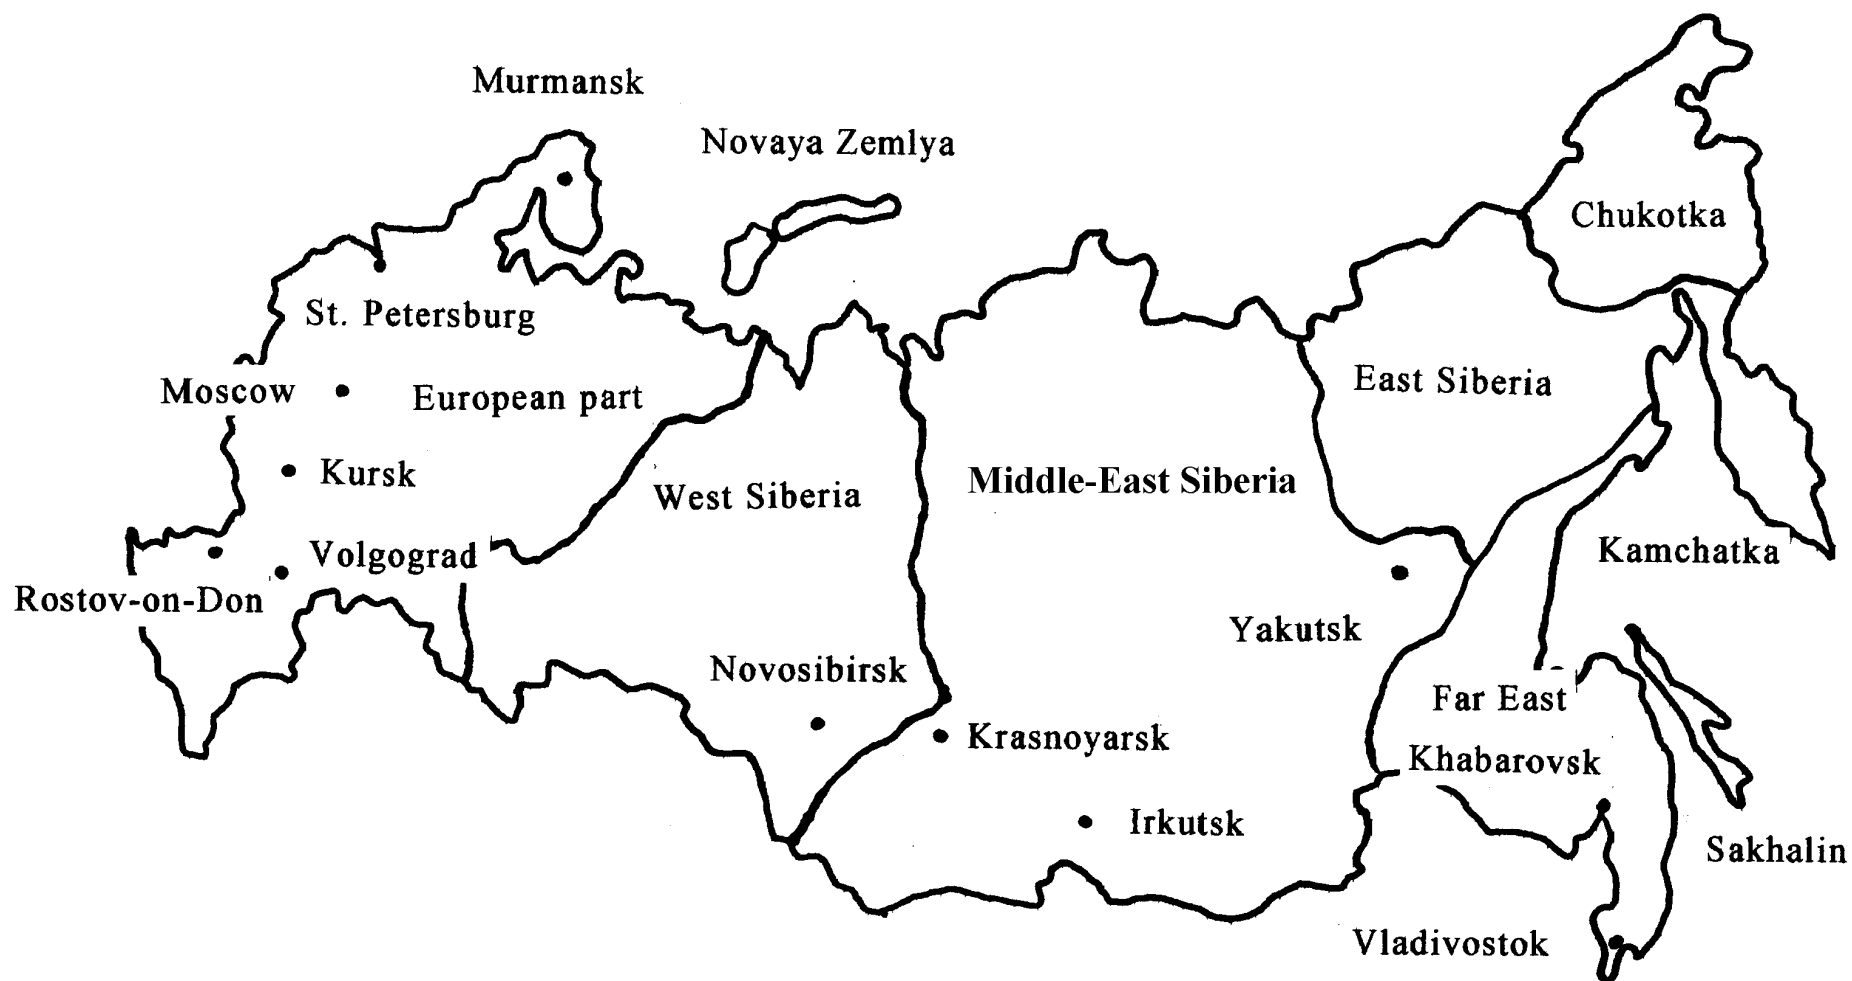 Murmansk
Novaya Zemlya
Chukotka
St. Petersburg
Moscow
European part
East Siberia
Kursk
West Siberia
Middle-East Siberia
Volgograd
Kamchatka
Rostov-on-Don
Yakutsk
Novosibirsk
Far East
Krasnoyarsk
Khabarovsk
Irkutsk
Sakhalin
Vladivostok